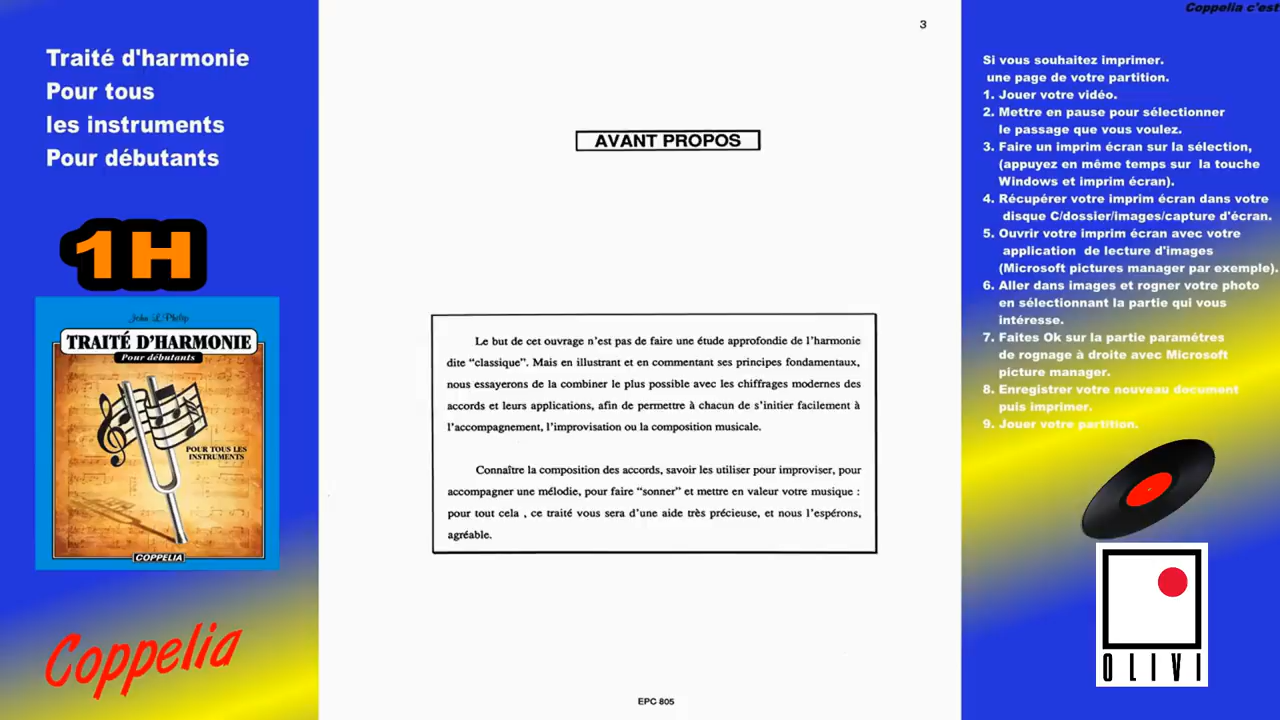 Traité d'harmonie
Pour tous
les instruments
Pour débutants
1H
John L. Philip
TRAITÉ D'HARMONIE
Pour débutants
POUR TOUS LES
INSTRUMENTS
COPPELIA
Coppelia
3
AVANT PROPOS
Le but de cet ouvrage n'est pas de faire une étude approfondie de l'harmonie
dite "classique". Mais en illustrant et en commentant ses principes fondamentaux,
nous essayerons de la combiner le plus possible avec les chiffrages modernes des
accords et leurs applications, afin de permettre à chacun de s'initier facilement à
l'accompagnement, l'improvisation ou la composition musicale.
Connaître la composition des accords, savoir les utiliser pour improviser, pour
accompagner une mélodie, pour faire "sonner" et mettre en valeur votre musique :
pour tout cela , ce traité vous sera d'une aide très précieuse, et nous l'espérons,
agréable.
EPC 805
Coppelia c'est
Si vous souhaitez imprimer.
une page de votre partition.
1. Jouer votre vidéo.
2. Mettre en pause pour sélectionner
le passage que vous voulez.
3. Faire un imprim écran sur la sélection,
(appuyez en même temps sur la touche
Windows et imprim écran).
4. Récupérer votre imprim écran dans votre
disque C/dossier/images/capture d'écran.
5. Ouvrir votre imprim écran avec votre
application de lecture d'images
(Microsoft pictures manager par exemple).
6. Aller dans images et rogner votre photo
en sélectionnant la partie qui vous
intéresse.
7. Faites Ok sur la partie paramétres
de rognage à droite avec Microsoft
picture manager.
8. Enregistrer votre nouveau document
puis imprimer.
9. Jouer votre partition.
OLIVI